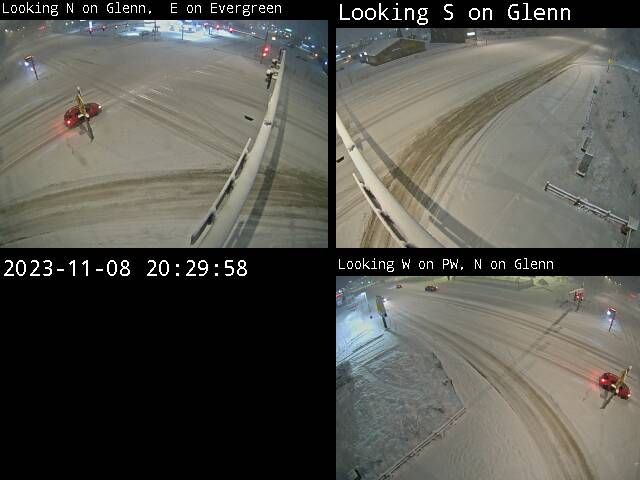 Looking N on Glenn, E on Evergreen
Looking S on Glenn
2023-11-08 20:29:58
Looking W on PW, N on Glenn